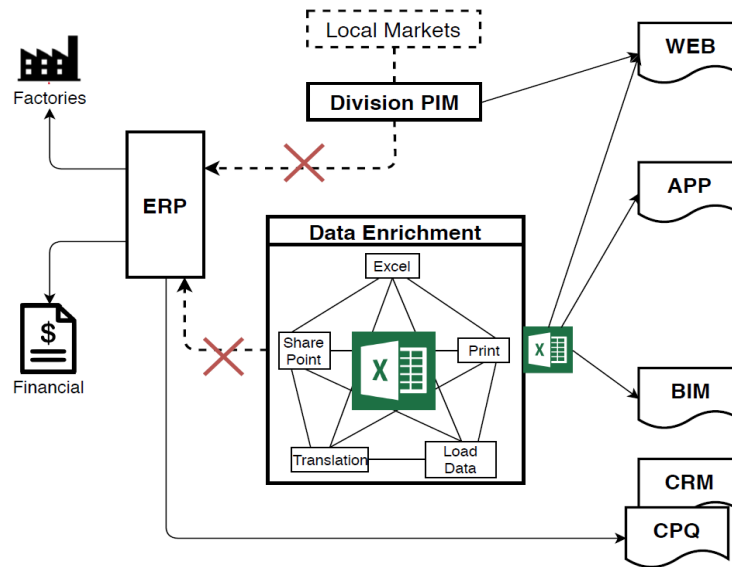 Local Markets
WEB
Factories
Division PIM
ERP
APP
Data Enrichment
Excel
Share
Point
X
Print
X
$
Financial
BIM
Translation
Load
Data
CRM
CPQ